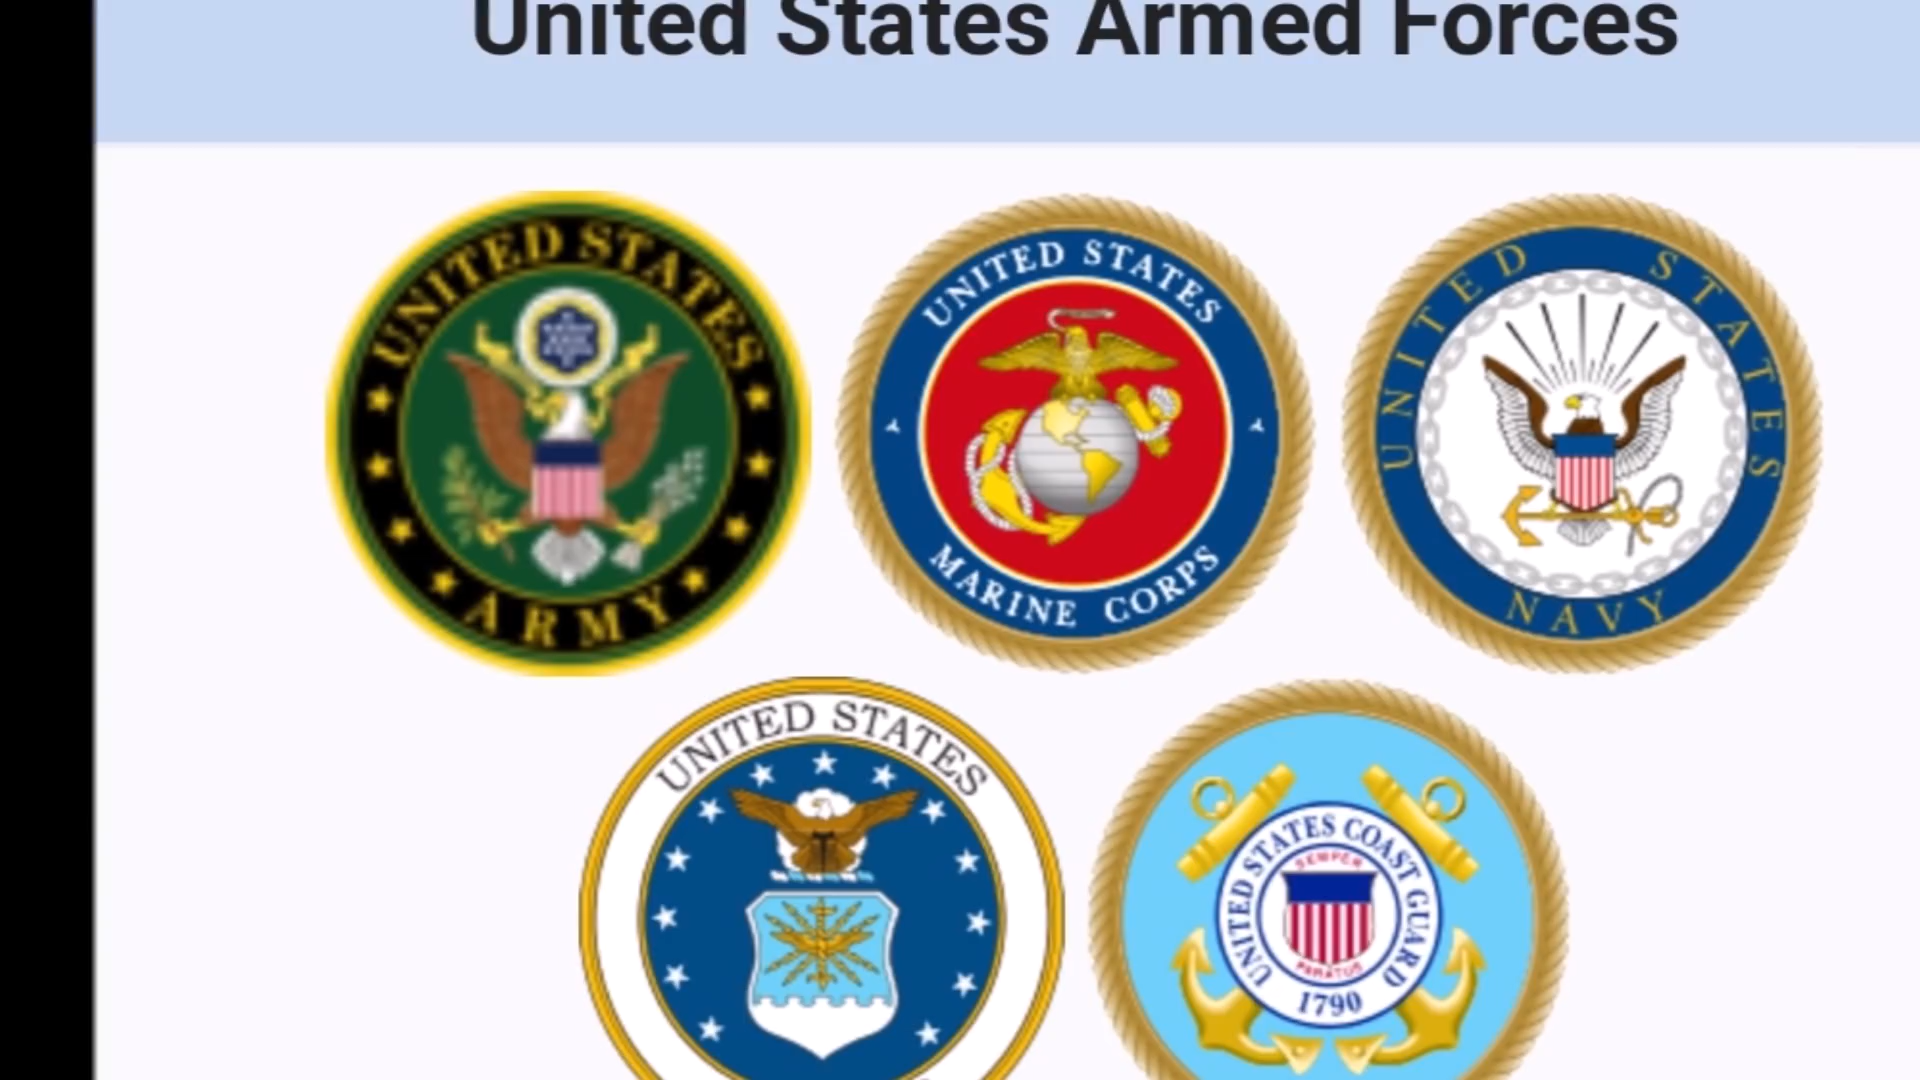 United States Armed Forces
UNITED STATES
ARMY
UNITED STATES
MARINE CORPS
UNITED STATES
NAVY
UNITED STATES
UNITED STATES COAST GUARD
SEMPER
PARATUS
1790